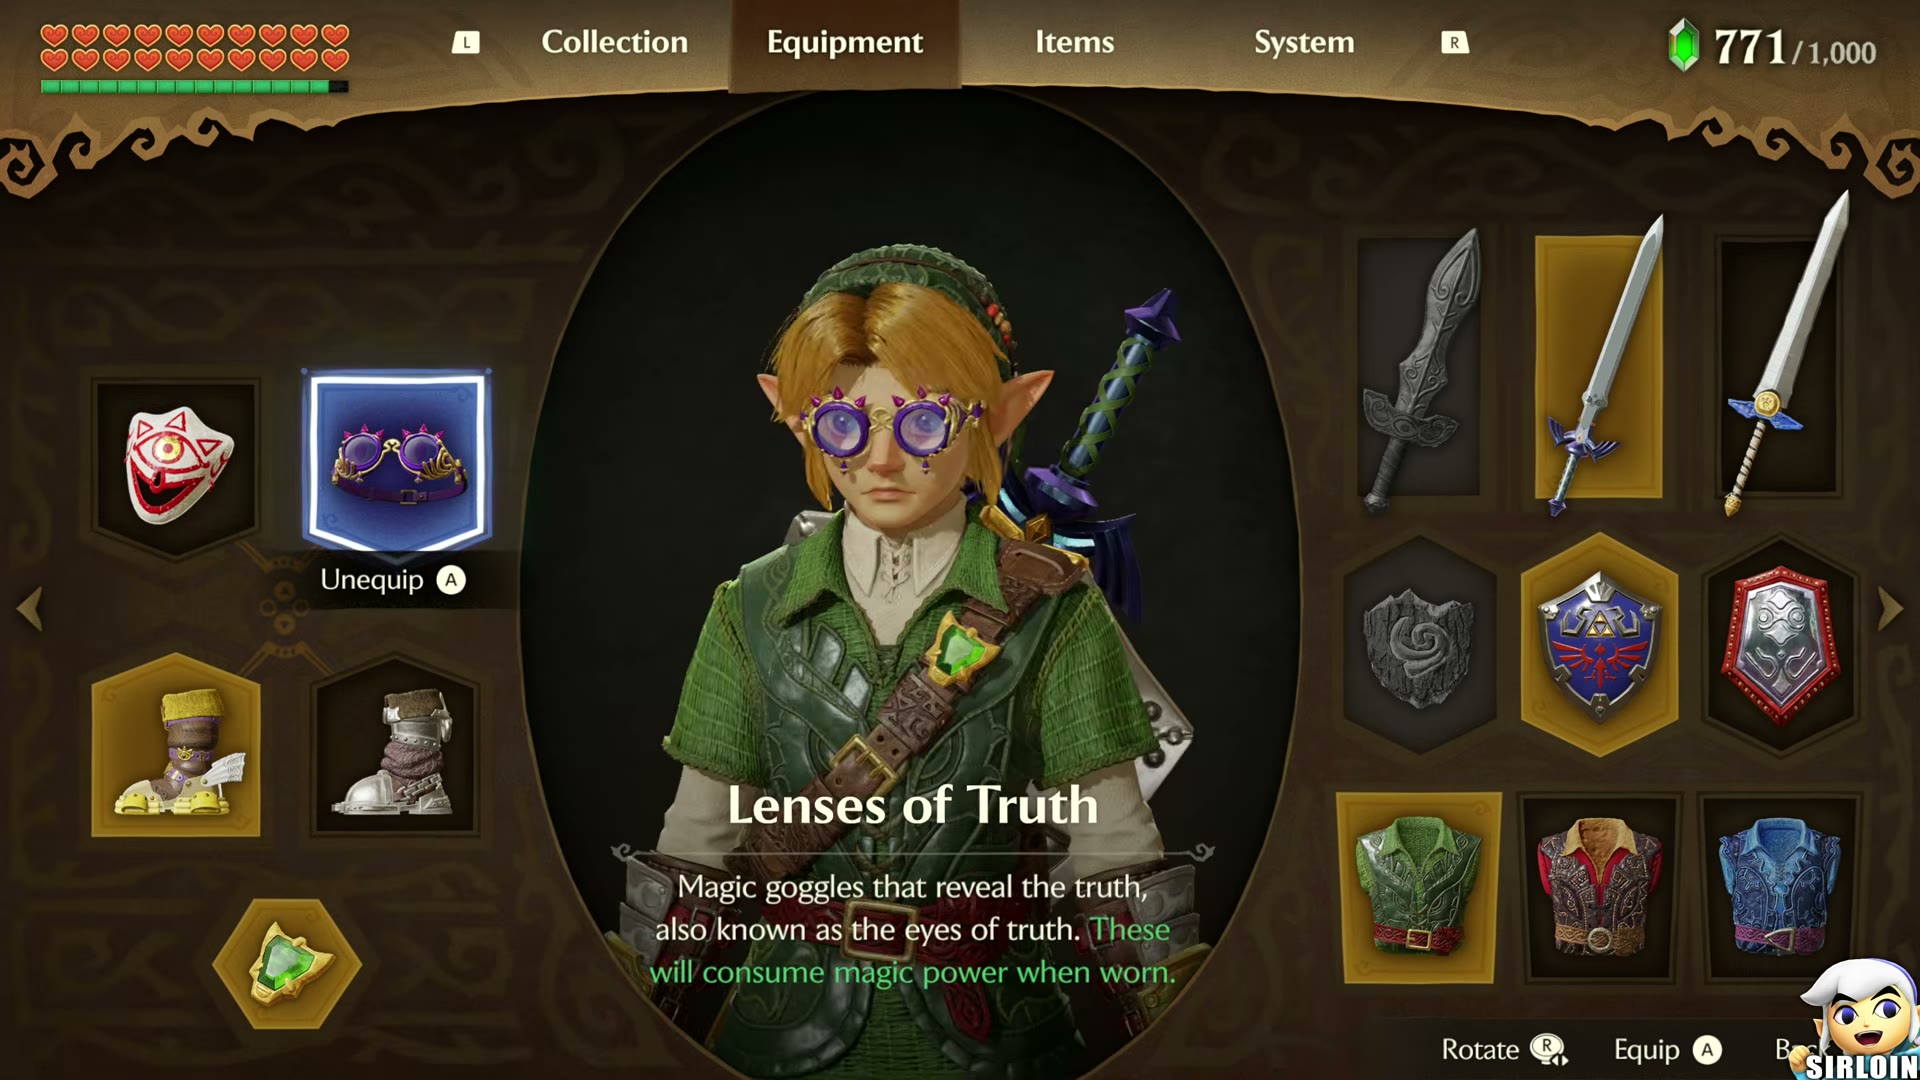 L Collection Equipment Items System R 771/1,000
Unequip A
Lenses of Truth
Magic goggles that reveal the truth,
also known as the eyes of truth. These
will consume magic power when worn.
Rotate R Equip A
SIRLOIN